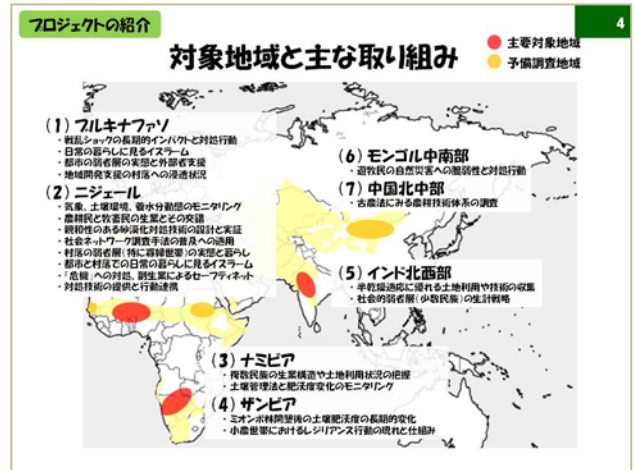 プロジェクトの紹介
4
対象地域と主な取り組み
主要対象地域
予備調査地域
(1)ブルキナファソ
・戦乱ショックの長期的インパクトと対処行動
・日常の暮らしに見るイスラーム
・都市の弱者層の実態と外部者支援
・地域開発支援の村落への浸透状況
(2)ニジェール
・気象、土壌環境、養水分動態のモニタリング
・農耕民と牧畜民の生業とその交錯
・親和性のある砂漠化対処技術の設計と実証
・社会ネットワーク調査手法の普及への適用
・村落の弱者層(特に寡婦世帯)の実態と暮らし
・都市と村落での日常の暮らしに見るイスラーム
・「危機」への対処、副生業によるセーフティネット
・対処技術の提供と行動連携
(6)モンゴル中南部
・遊牧民の自然災害への脆弱性と対処行動
(7)中国北中部
・古農法にみる農耕技術体系の調査
(5)インド北西部
・半乾燥適応に優れる土地利用や技術の収集
・社会的弱者層(少数民族)の生計戦略
(3)ナミビア
・複数民族の生業構造や土地利用状況の把握
・土壌管理法と肥沃度変化のモニタリング
(4)ザンビア
・ミオンボ林開墾後の土壌肥沃度の長期的変化
・小農世帯におけるレジリアンス行動の現れと仕組み